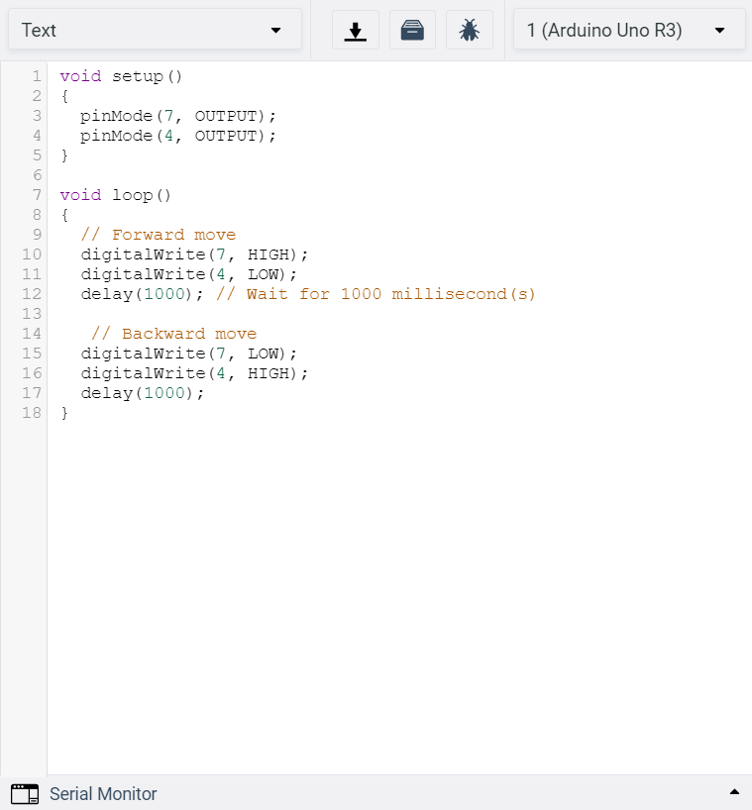 Text
1 (Arduino Uno R3)
1 void setup()
2 {
3   pinMode(7, OUTPUT);
4   pinMode(4, OUTPUT);
5 }
6
7 void loop()
8 {
9   // Forward move
10   digitalWrite(7, HIGH);
11   digitalWrite(4, LOW);
12   delay(1000); // Wait for 1000 millisecond(s)
13
14    // Backward move
15   digitalWrite(7, LOW);
16   digitalWrite(4, HIGH);
17   delay(1000);
18 }
Serial Monitor